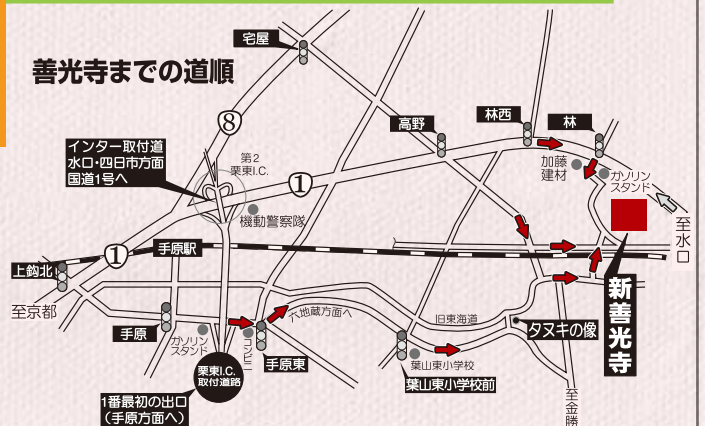 善光寺までの道順
宅屋
8
インター取付道
水口・四日市方面
国道1号へ
第2
栗東I.C.
1
高野
林西
林
加藤
建材
ガソリン
スタンド
機動警察隊
至水口
1
手原駅
上鈎北
至京都
新善光寺
手原
ガソリン
スタンド
コンビニ
手原東
六地蔵方面へ
旧東海道
タヌキの像
葉山東小学校
葉山東小学校前
栗東I.C.
取付道路
1番最初の出口
(手原方面へ)
至金勝